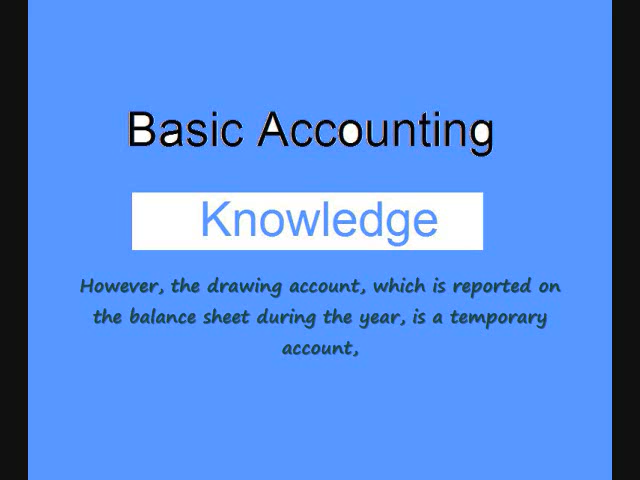 Basic Accounting
Knowledge
However, the drawing account, which is reported on
the balance sheet during the year, is a temporary
account,